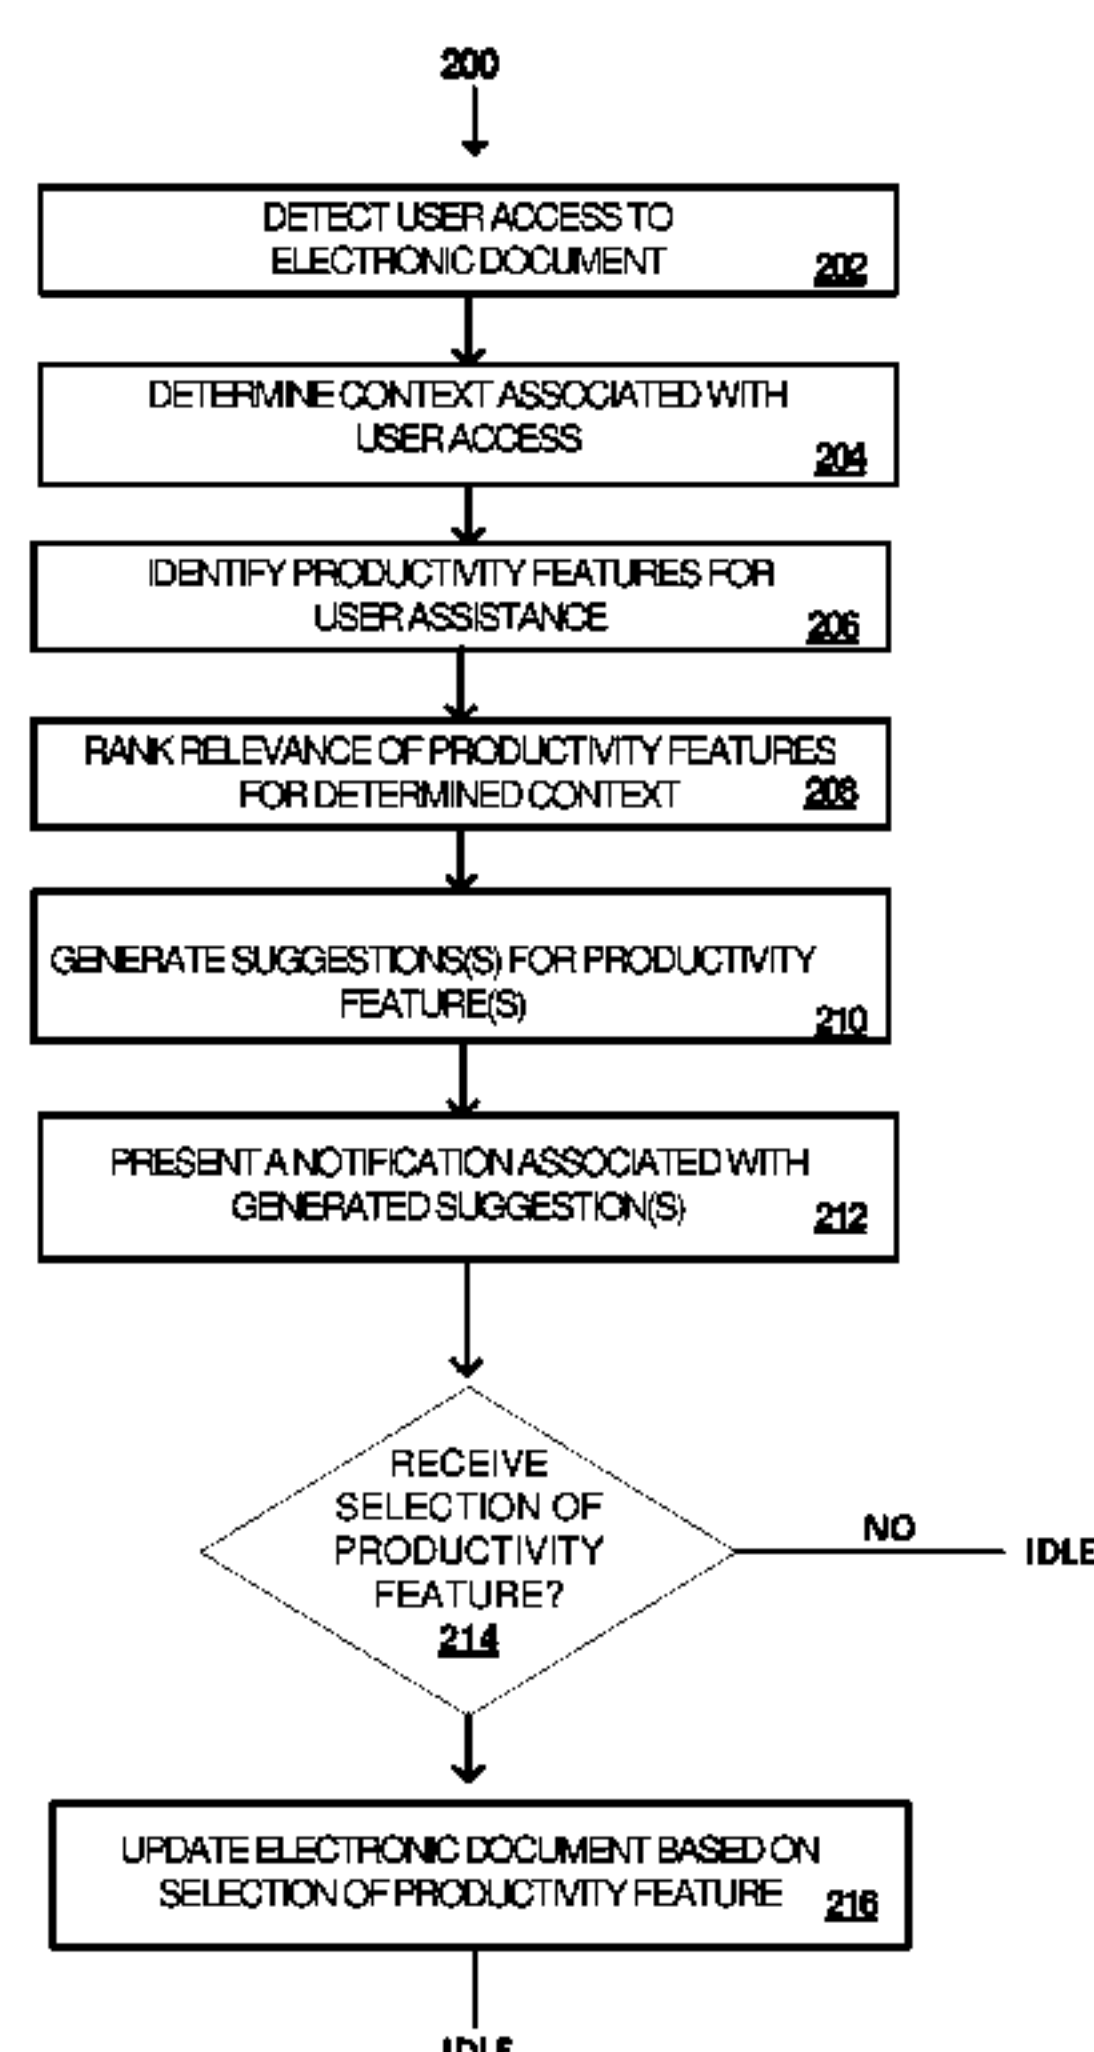 200
DETECT USER ACCESS TO
ELECTRONIC DOCUMENT
202
DETERMINE CONTEXT ASSOCIATED WITH
USER ACCESS
204
IDENTIFY PRODUCTIVITY FEATURES FOR
USER ASSISTANCE
206
RANK RELEVANCE OF PRODUCTIVITY FEATURES
FOR DETERMINED CONTEXT
208
GENERATE SUGGESTIONS(S) FOR PRODUCTIVITY
FEATURE(S)
210
PRESENT A NOTIFICATION ASSOCIATED WITH
GENERATED SUGGESTION(S)
212
RECEIVE
SELECTION OF
PRODUCTIVITY
FEATURE?
214
NO
IDLE
UPDATE ELECTRONIC DOCUMENT BASED ON
SELECTION OF PRODUCTIVITY FEATURE
216
IDLE